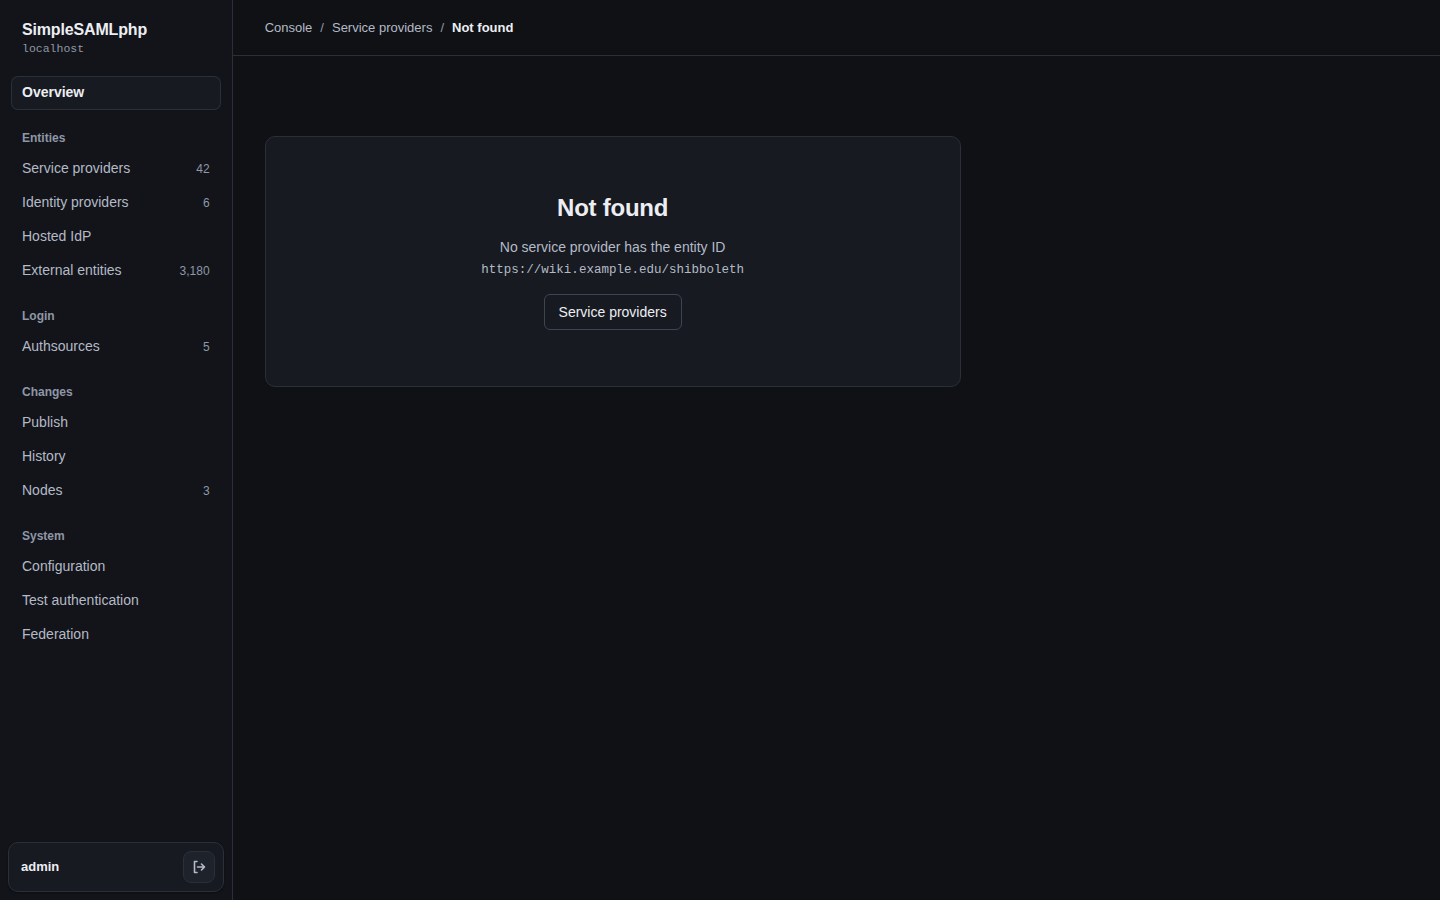 SimpleSAMLphp
localhost
Overview
Entities
Service providers 42
Identity providers 6
Hosted IdP
External entities 3,180
Login
Authsources 5
Changes
Publish
History
Nodes 3
System
Configuration
Test authentication
Federation
admin
Console / Service providers / Not found
Not found
No service provider has the entity ID
https://wiki.example.edu/shibboleth
Service providers